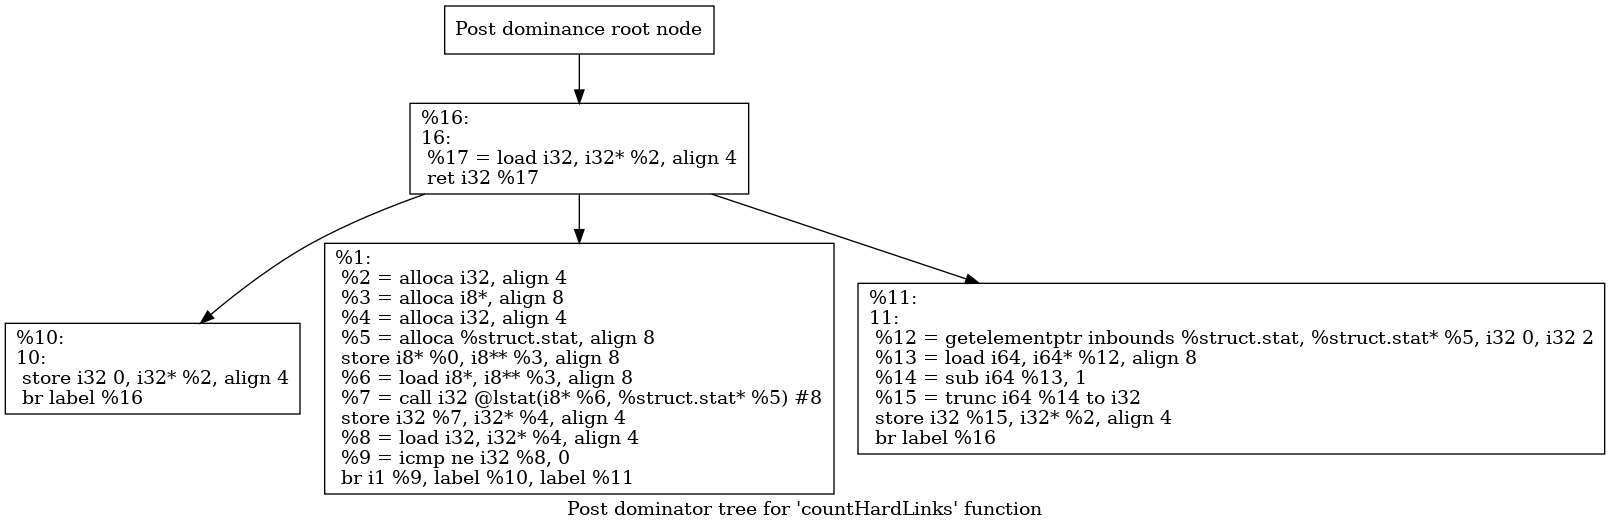 Post dominance root node
%16:
16:
%17 = load i32, i32* %2, align 4
ret i32 %17
%10:
10:
store i32 0, i32* %2, align 4
br label %16
%1:
%2 = alloca i32, align 4
%3 = alloca i8*, align 8
%4 = alloca i32, align 4
%5 = alloca %struct.stat, align 8
store i8* %0, i8** %3, align 8
%6 = load i8*, i8** %3, align 8
%7 = call i32 @lstat(i8* %6, %struct.stat* %5) #8
store i32 %7, i32* %4, align 4
%8 = load i32, i32* %4, align 4
%9 = icmp ne i32 %8, 0
br i1 %9, label %10, label %11
%11:
11:
%12 = getelementptr inbounds %struct.stat, %struct.stat* %5, i32 0, i32 2
%13 = load i64, i64* %12, align 8
%14 = sub i64 %13, 1
%15 = trunc i64 %14 to i32
store i32 %15, i32* %2, align 4
br label %16
Post dominator tree for 'countHardLinks' function